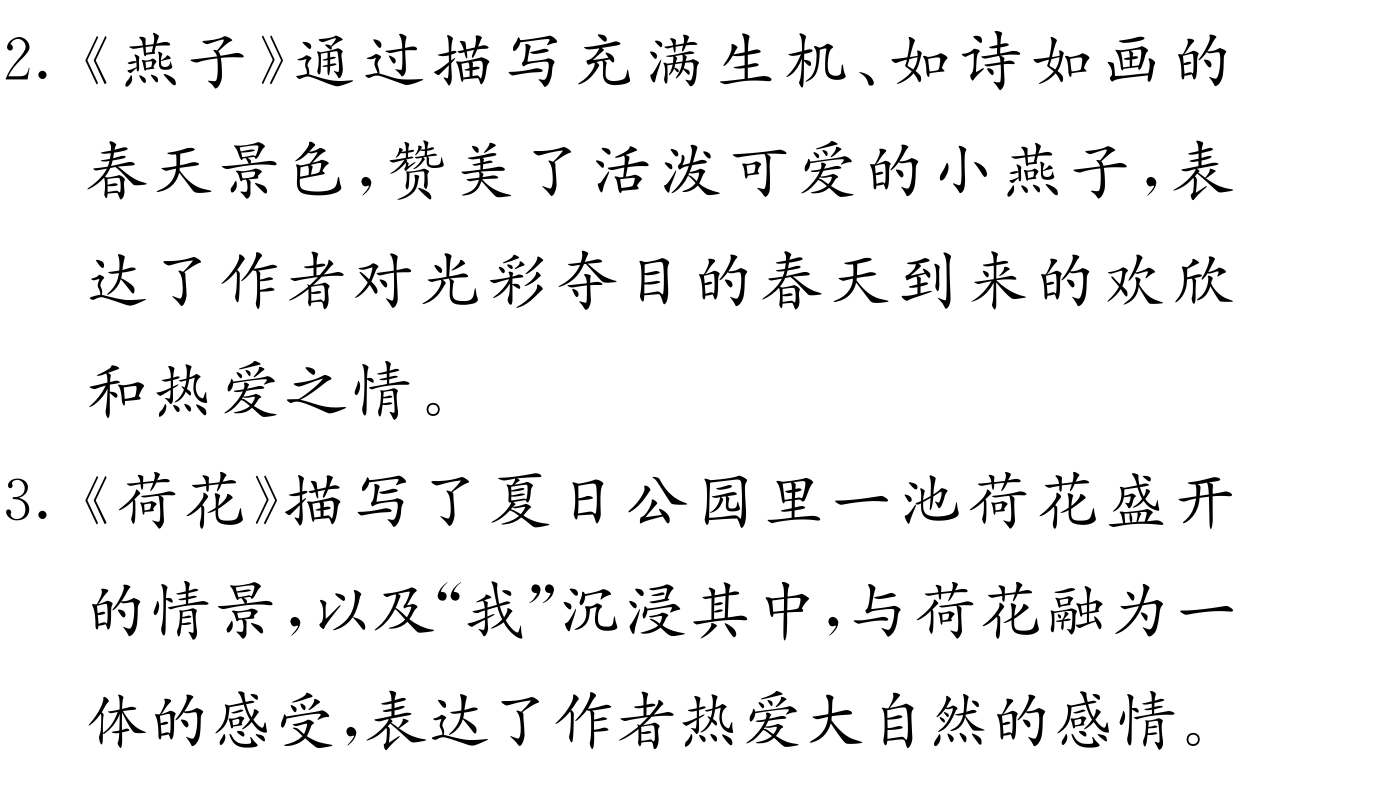 2.《燕子》通过描写充满生机、如诗如画的
春天景色,赞美了活泼可爱的小燕子,表
达了作者对光彩夺目的春天到来的欢欣
和热爱之情。
3.《荷花》描写了夏日公园里一池荷花盛开
的情景,以及“我”沉浸其中,与荷花融为一
体的感受,表达了作者热爱大自然的感情。